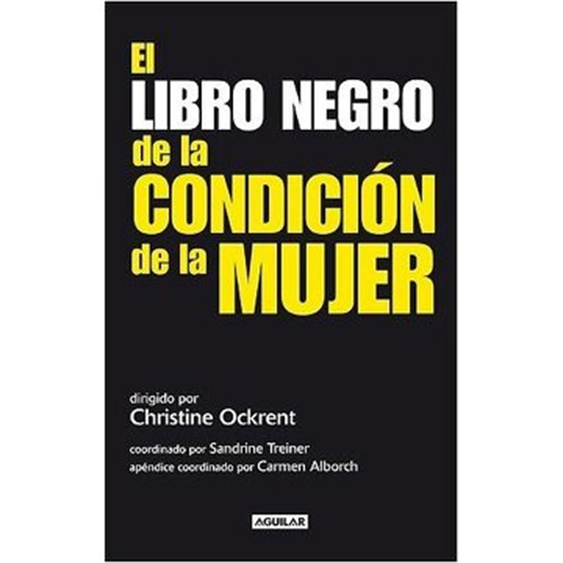 El
LIBRO NEGRO
de la
CONDICIÓN
de la MUJER
dirigido por
Christine Ockrent
coordinado por Sandrine Treiner
apéndice coordinado por Carmen Alborch
AGUILAR